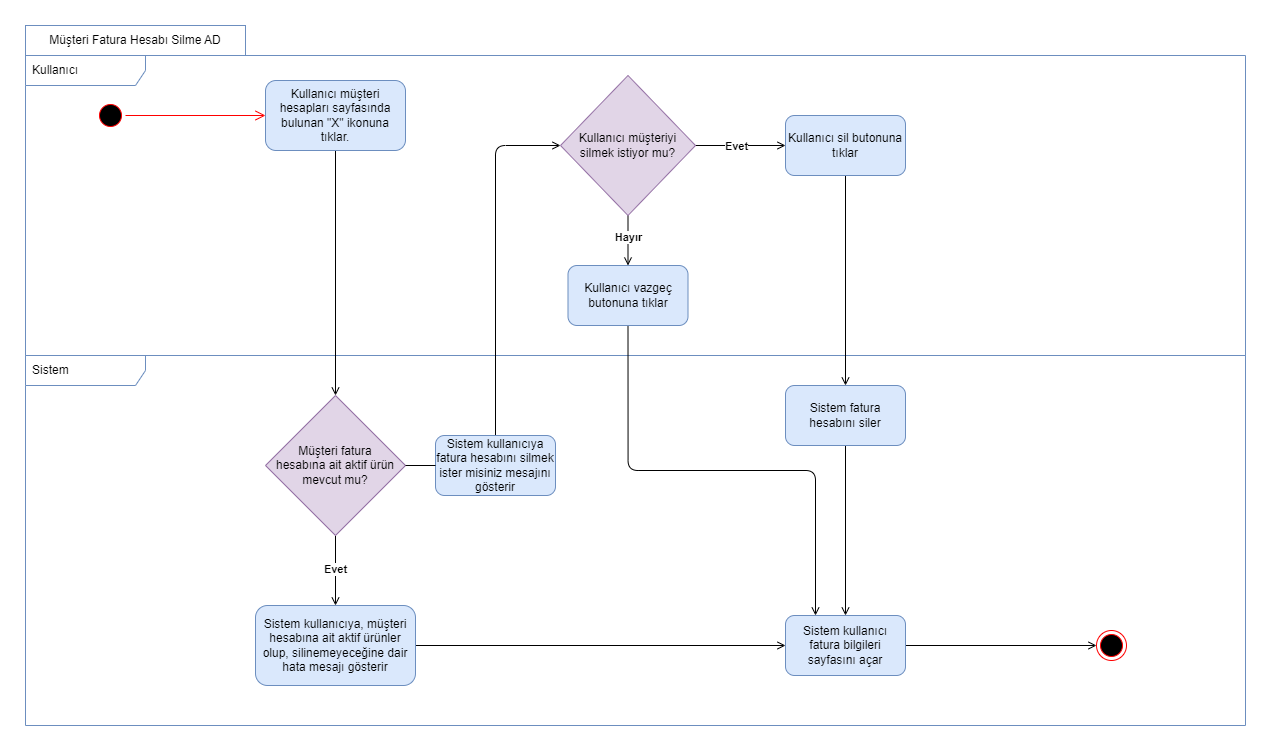 Müşteri Fatura Hesabı Silme AD
Kullanıcı
Kullanıcı müşteri
hesapları sayfasında
bulunan "X" ikonuna
tıklar.
Kullanıcı müşteriyi
silmek istiyor mu?
Evet
Kullanıcı sil butonuna
tıklar
Hayır
Kullanıcı vazgeç
butonuna tıklar
Sistem
Müşteri fatura
hesabına ait aktif ürün
mevcut mu?
Sistem kullanıcıya
fatura hesabını silmek
ister misiniz mesajını
gösterir
Sistem fatura
hesabını siler
Evet
Sistem kullanıcıya, müşteri
hesabına ait aktif ürünler
olup, silinemeyeceğine dair
hata mesajı gösterir
Sistem kullanıcı
fatura bilgileri
sayfasını açar